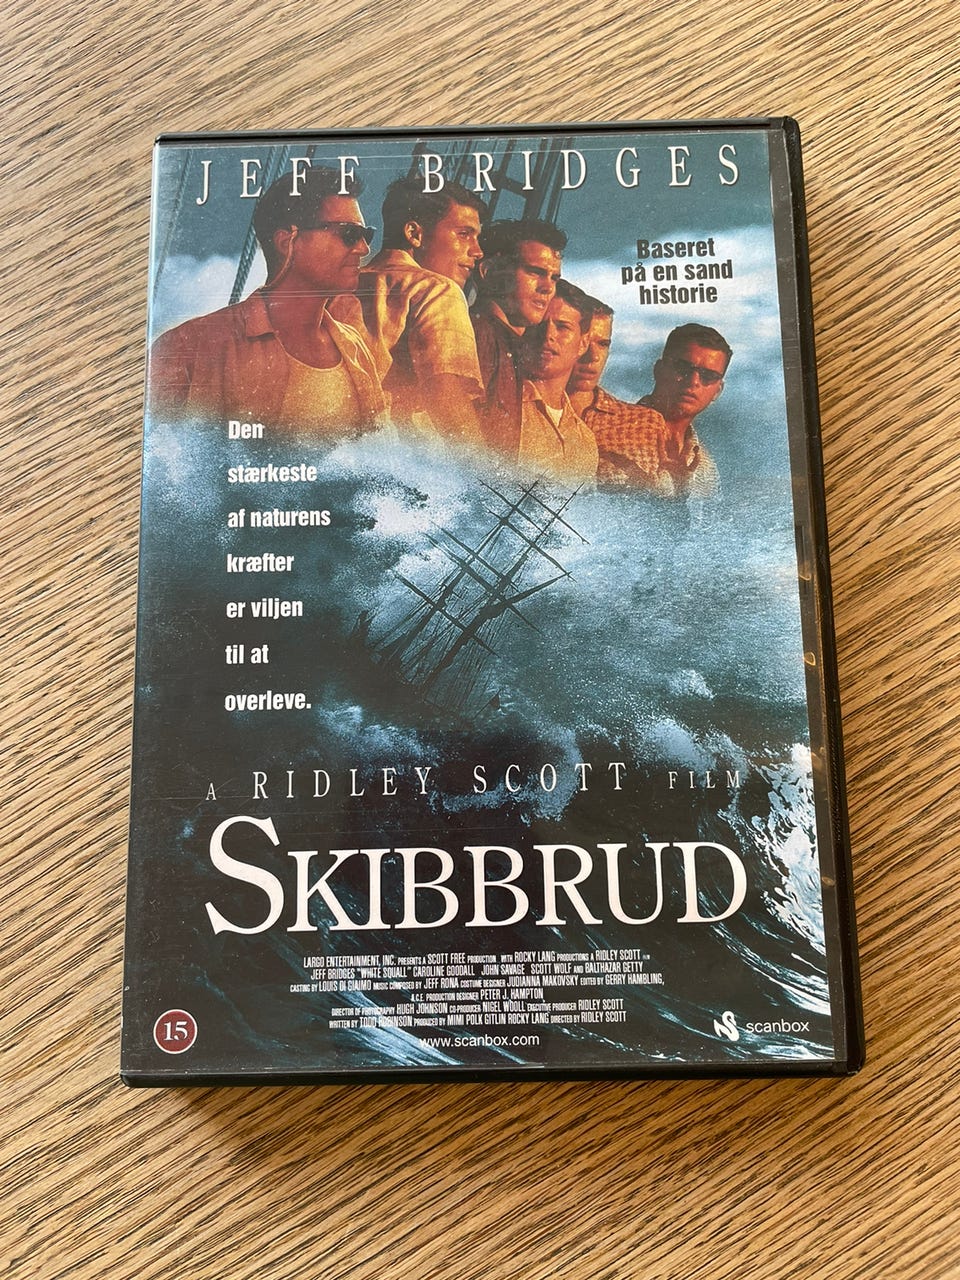 JEFF BRIDGES
Baseret
på en sand
historie
Den
stærkeste
af naturens
kræfter
er viljen
til at
overleve.
A RIDLEY SCOTT FILM
SKIBBRUD
LARGO ENTERTAINMENT, INC. PRESENTS A SCOTT FREE PRODUCTION WITH ROCKY LANG PRODUCTIONS A RIDLEY SCOTT FILM
JEFF BRIDGES "WHITE SQUALL" CAROLINE GOODALL JOHN SAVAGE SCOTT WOLF AND BALTHAZAR GETTY
CASTING BY LOUIS DI GIAIMO MUSIC COMPOSED BY JEFF RONA COSTUME DESIGNER JUDIANNA MAKOVSKY EDITED BY GERRY HAMBLING,
A.C.E. PRODUCTION DESIGNER PETER J. HAMPTON
DIRECTOR OF PHOTOGRAPHY HUGH JOHNSON CO-PRODUCER NIGEL WOOLL EXECUTIVE PRODUCER RIDLEY SCOTT
WRITTEN BY TODD ROBINSON PRODUCED BY MIMI POLK GITLIN ROCKY LANG DIRECTED BY RIDLEY SCOTT
15
www.scanbox.com
scanbox